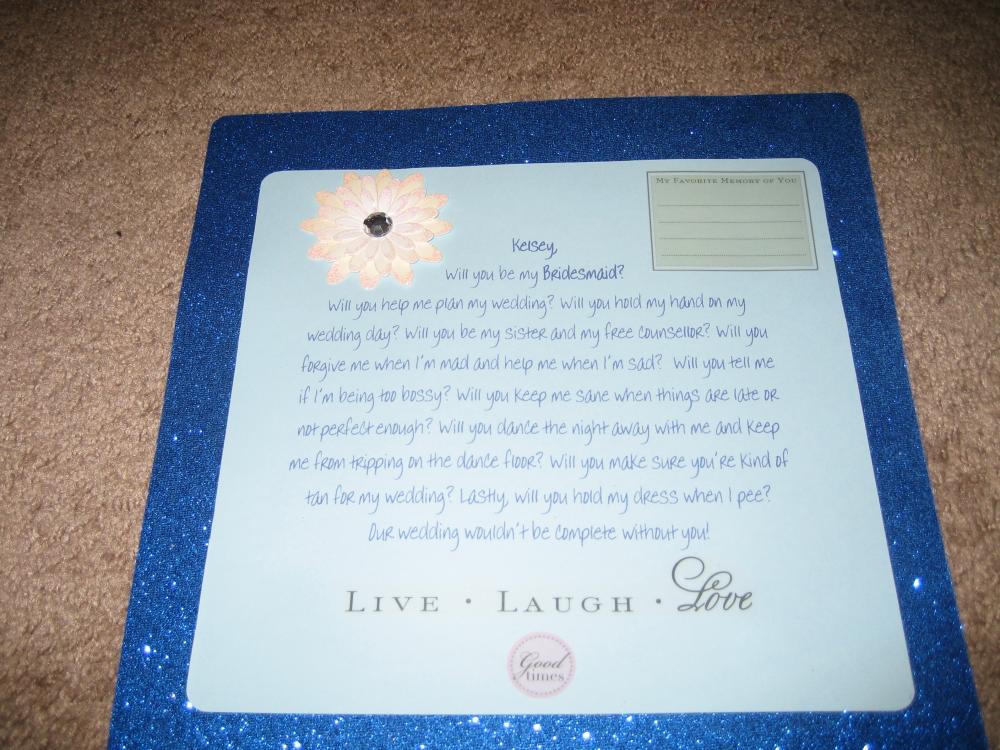 My Favorite Memory of You
Kelsey,
Will you be my Bridesmaid?
Will you help me plan my wedding? Will you hold my hand on my
wedding day? Will you be my sister and my free counsellor? Will you
forgive me when I'm mad and help me when I'm sad? Will you tell me
if I'm being too bossy? Will you keep me sane when things are late or
not perfect enough? Will you dance the night away with me and keep
me from tripping on the dance floor? Will you make sure you're kind of
tan for my wedding? Lastly, will you hold my dress when I pee?
Our wedding wouldn't be complete without you!
Live · Laugh · Love
Good
times